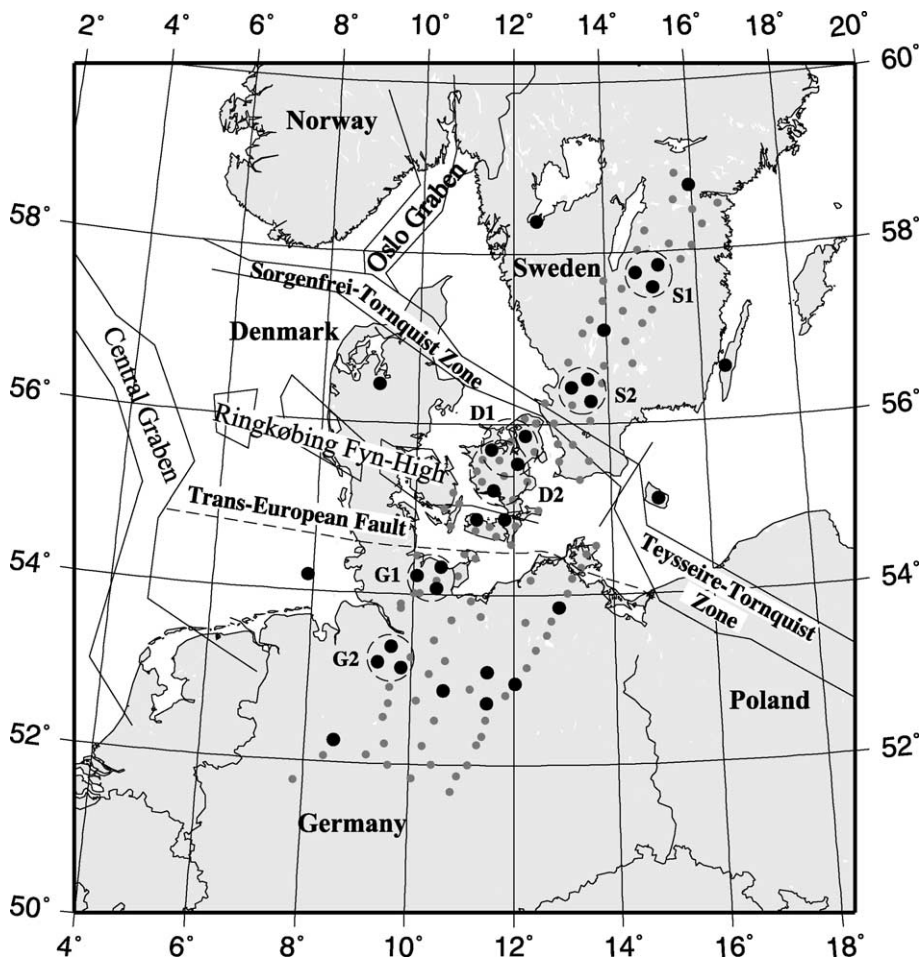 2° 4° 6° 8° 10° 12° 14° 16° 18° 20°
60°
Norway
Oslo Graben
58°
58°
Sweden
Sorgenfrei-Tornquist Zone
S1
Denmark
Central Graben
56°
56°
S2
D1
Ringkøbing Fyn-High
D2
Trans-European Fault
54°
54°
G1
Teysseire-Tornquist
Zone
G2
Poland
52°
52°
Germany
50°
4° 6° 8° 10° 12° 14° 16° 18°